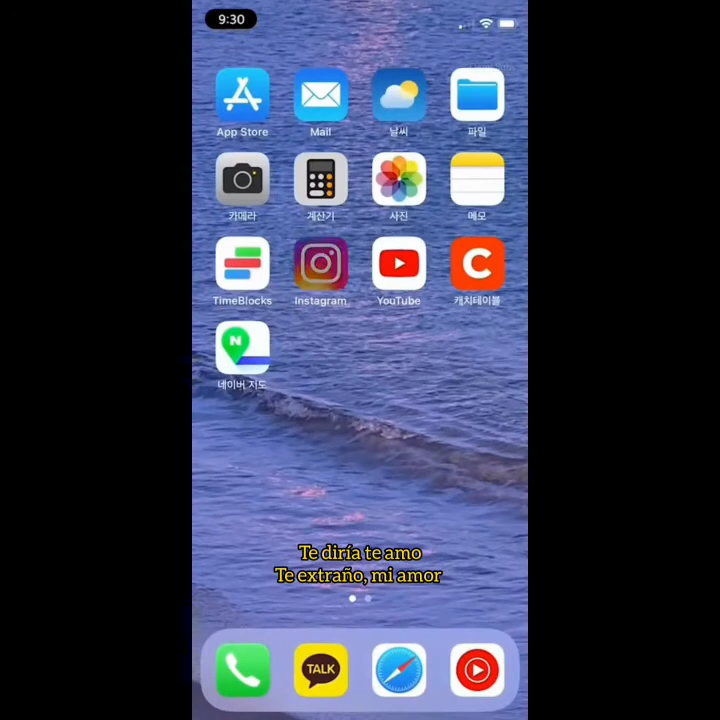 9:30
App Store
Mail
날씨
파일
카메라
계산기
사진
메모
TimeBlocks
Instagram
YouTube
캐치테이블
N
네이버 지도
Te diría te amo
Te extraño, mi amor
TALK